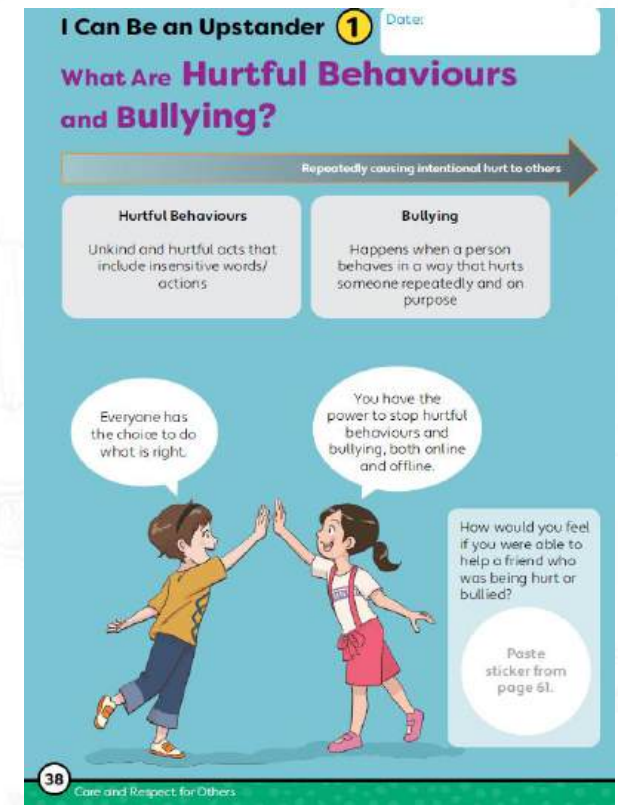 I Can Be an Upstander 1
Date:
What Are Hurtful Behaviours
and Bullying?
Repeatedly causing intentional hurt to others
Hurtful Behaviours
Unkind and hurtful acts that
include insensitive words/
actions
Bullying
Happens when a person
behaves in a way that hurts
someone repeatedly and on
purpose
Everyone has
the choice to do
what is right.
You have the
power to stop hurtful
behaviours and
bullying, both online
and offline.
How would you feel
if you were able to
help a friend who
was being hurt or
bullied?
Paste
sticker from
page 61.
38
Care and Respect for Others